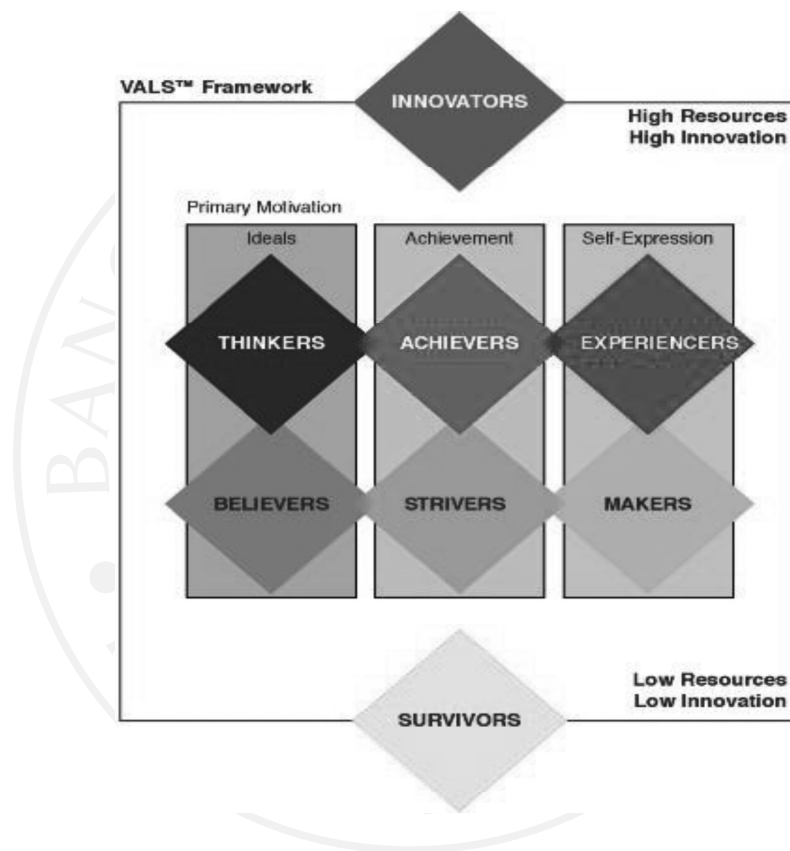 VALS™ Framework
INNOVATORS
High Resources
High Innovation
Primary Motivation
Ideals
Achievement
Self-Expression
THINKERS
ACHIEVERS
EXPERIENCERS
BELIEVERS
STRIVERS
MAKERS
Low Resources
Low Innovation
SURVIVORS
BANG